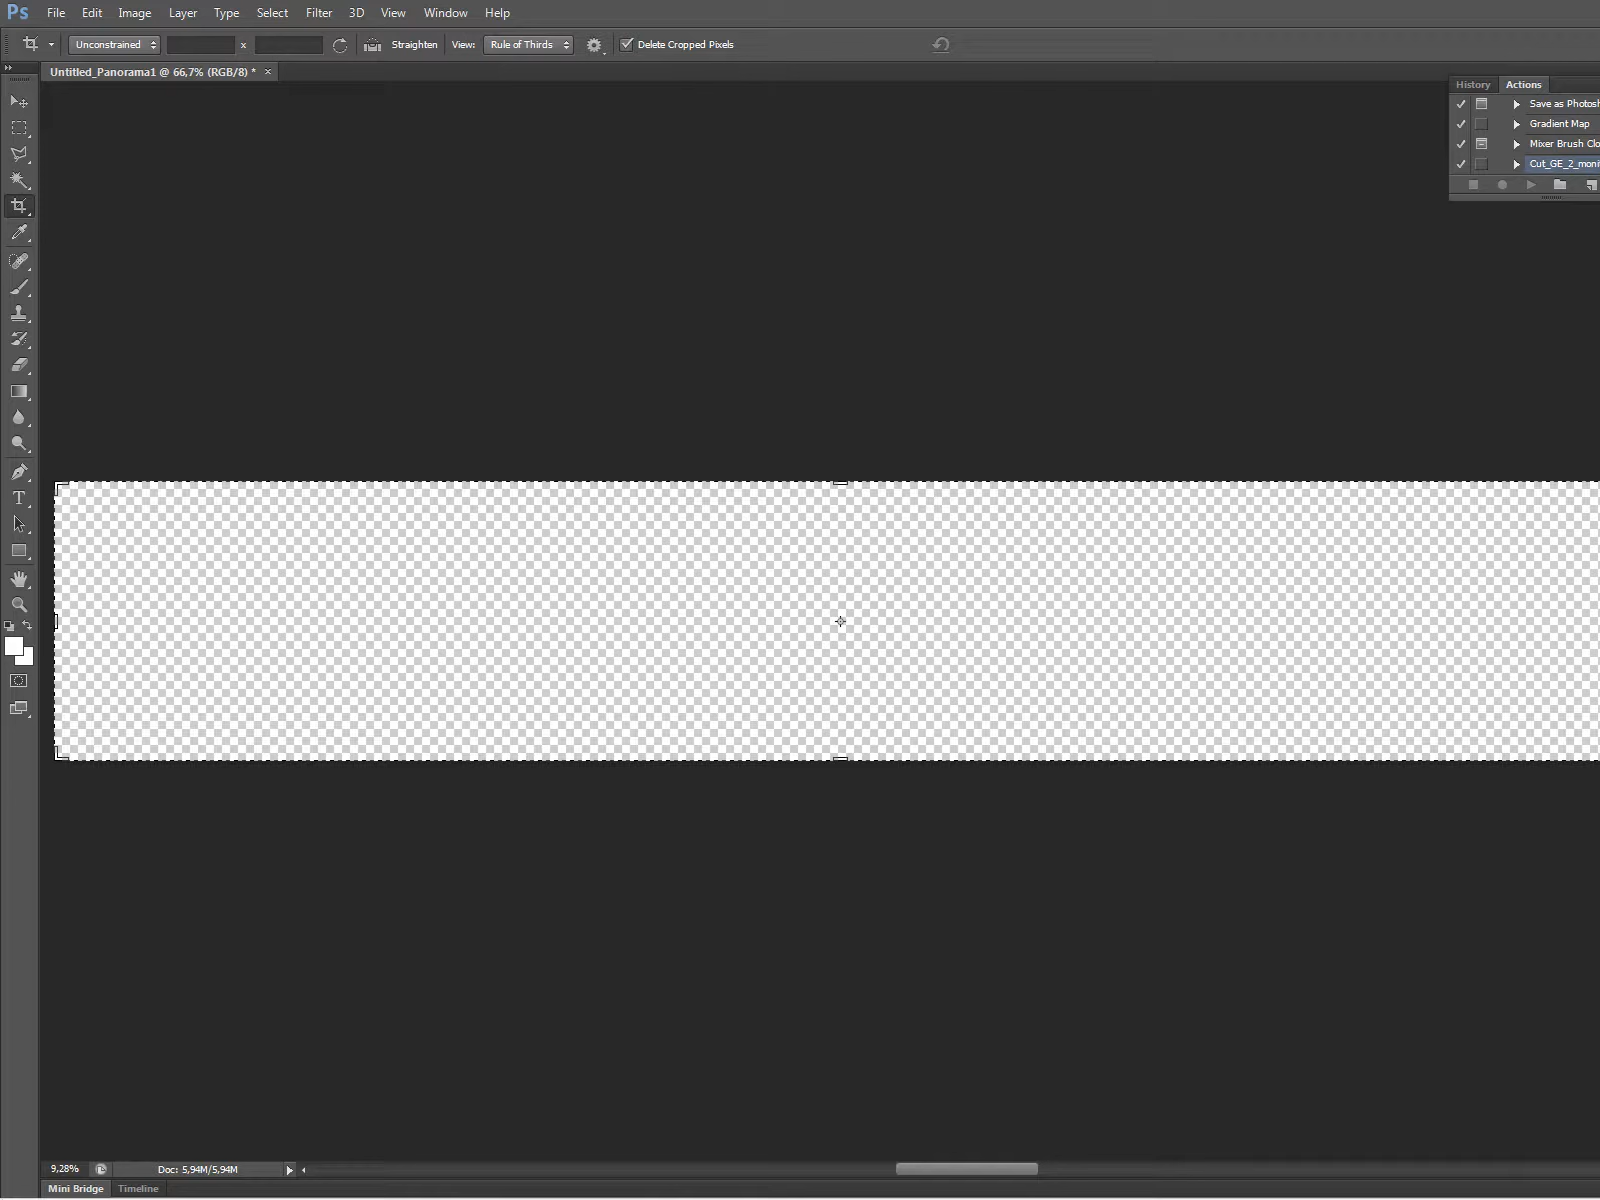 Ps File Edit Image Layer Type Select Filter 3D View Window Help
Unconstrained x Straighten View: Rule of Thirds Delete Cropped Pixels
Untitled_Panorama1 @ 66,7% (RGB/8) * ×
History Actions
Save as Photosh
Gradient Map
Mixer Brush Clo
Cut_GE_2_moni
T
9,28% Doc: 5,94M/5,94M
Mini Bridge Timeline